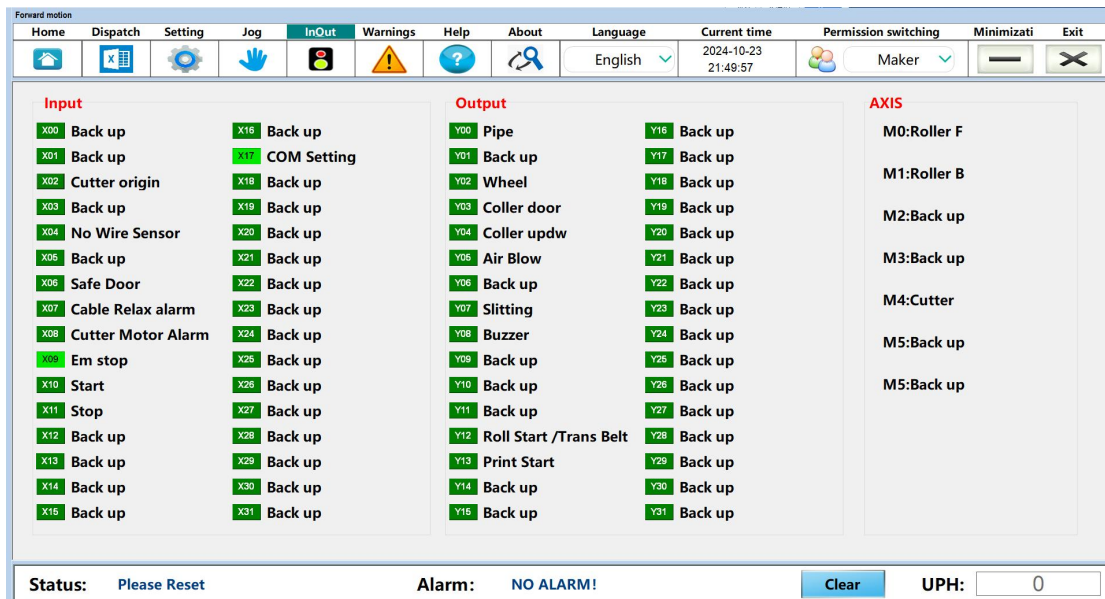 Forward motion
Home Dispatch Setting Jog InOut Warnings Help About Language Current time Permission switching Minimizati Exit
English 2024-10-23 Maker
21:49:57
Input
X00 Back up
X01 Back up
X02 Cutter origin
X03 Back up
X04 No Wire Sensor
X05 Back up
X06 Safe Door
X07 Cable Relax alarm
X08 Cutter Motor Alarm
X09 Em stop
X10 Start
X11 Stop
X12 Back up
X13 Back up
X14 Back up
X15 Back up
X16 Back up
X17 COM Setting
X18 Back up
X19 Back up
X20 Back up
X21 Back up
X22 Back up
X23 Back up
X24 Back up
X25 Back up
X26 Back up
X27 Back up
X28 Back up
X29 Back up
X30 Back up
X31 Back up
Output
Y00 Pipe
Y01 Back up
Y02 Wheel
Y03 Coller door
Y04 Coller updw
Y05 Air Blow
Y06 Back up
Y07 Slitting
Y08 Buzzer
Y09 Back up
Y10 Back up
Y11 Back up
Y12 Roll Start /Trans Belt
Y13 Print Start
Y14 Back up
Y15 Back up
Y16 Back up
Y17 Back up
Y18 Back up
Y19 Back up
Y20 Back up
Y21 Back up
Y22 Back up
Y23 Back up
Y24 Back up
Y25 Back up
Y26 Back up
Y27 Back up
Y28 Back up
Y29 Back up
Y30 Back up
Y31 Back up
AXIS
M0:Roller F
M1:Roller B
M2:Back up
M3:Back up
M4:Cutter
M5:Back up
M5:Back up
Status: Please Reset Alarm: NO ALARM! Clear UPH: 0